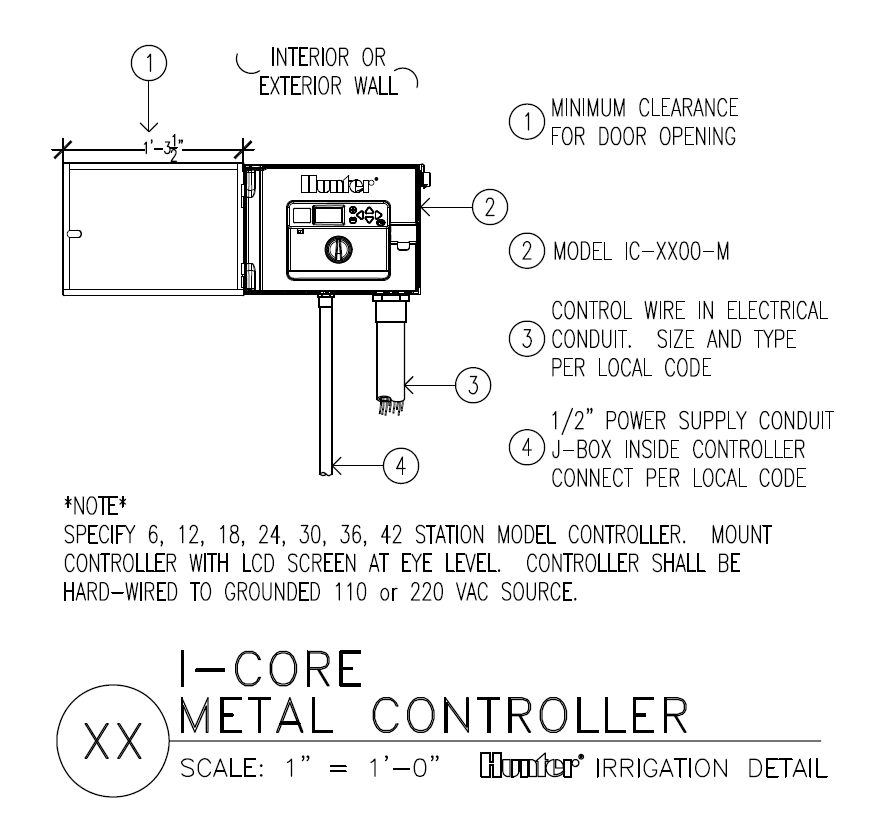 1
INTERIOR OR
EXTERIOR WALL
1'-3½"
Hunter®
2
3
4
1 MINIMUM CLEARANCE
FOR DOOR OPENING
2 MODEL IC-XX00-M
CONTROL WIRE IN ELECTRICAL
3 CONDUIT. SIZE AND TYPE
PER LOCAL CODE
1/2" POWER SUPPLY CONDUIT
4 J-BOX INSIDE CONTROLLER
CONNECT PER LOCAL CODE
*NOTE*
SPECIFY 6, 12, 18, 24, 30, 36, 42 STATION MODEL CONTROLLER. MOUNT
CONTROLLER WITH LCD SCREEN AT EYE LEVEL. CONTROLLER SHALL BE
HARD-WIRED TO GROUNDED 110 or 220 VAC SOURCE.
XX
I-CORE
METAL CONTROLLER
SCALE: 1" = 1'-0" Hunter® IRRIGATION DETAIL